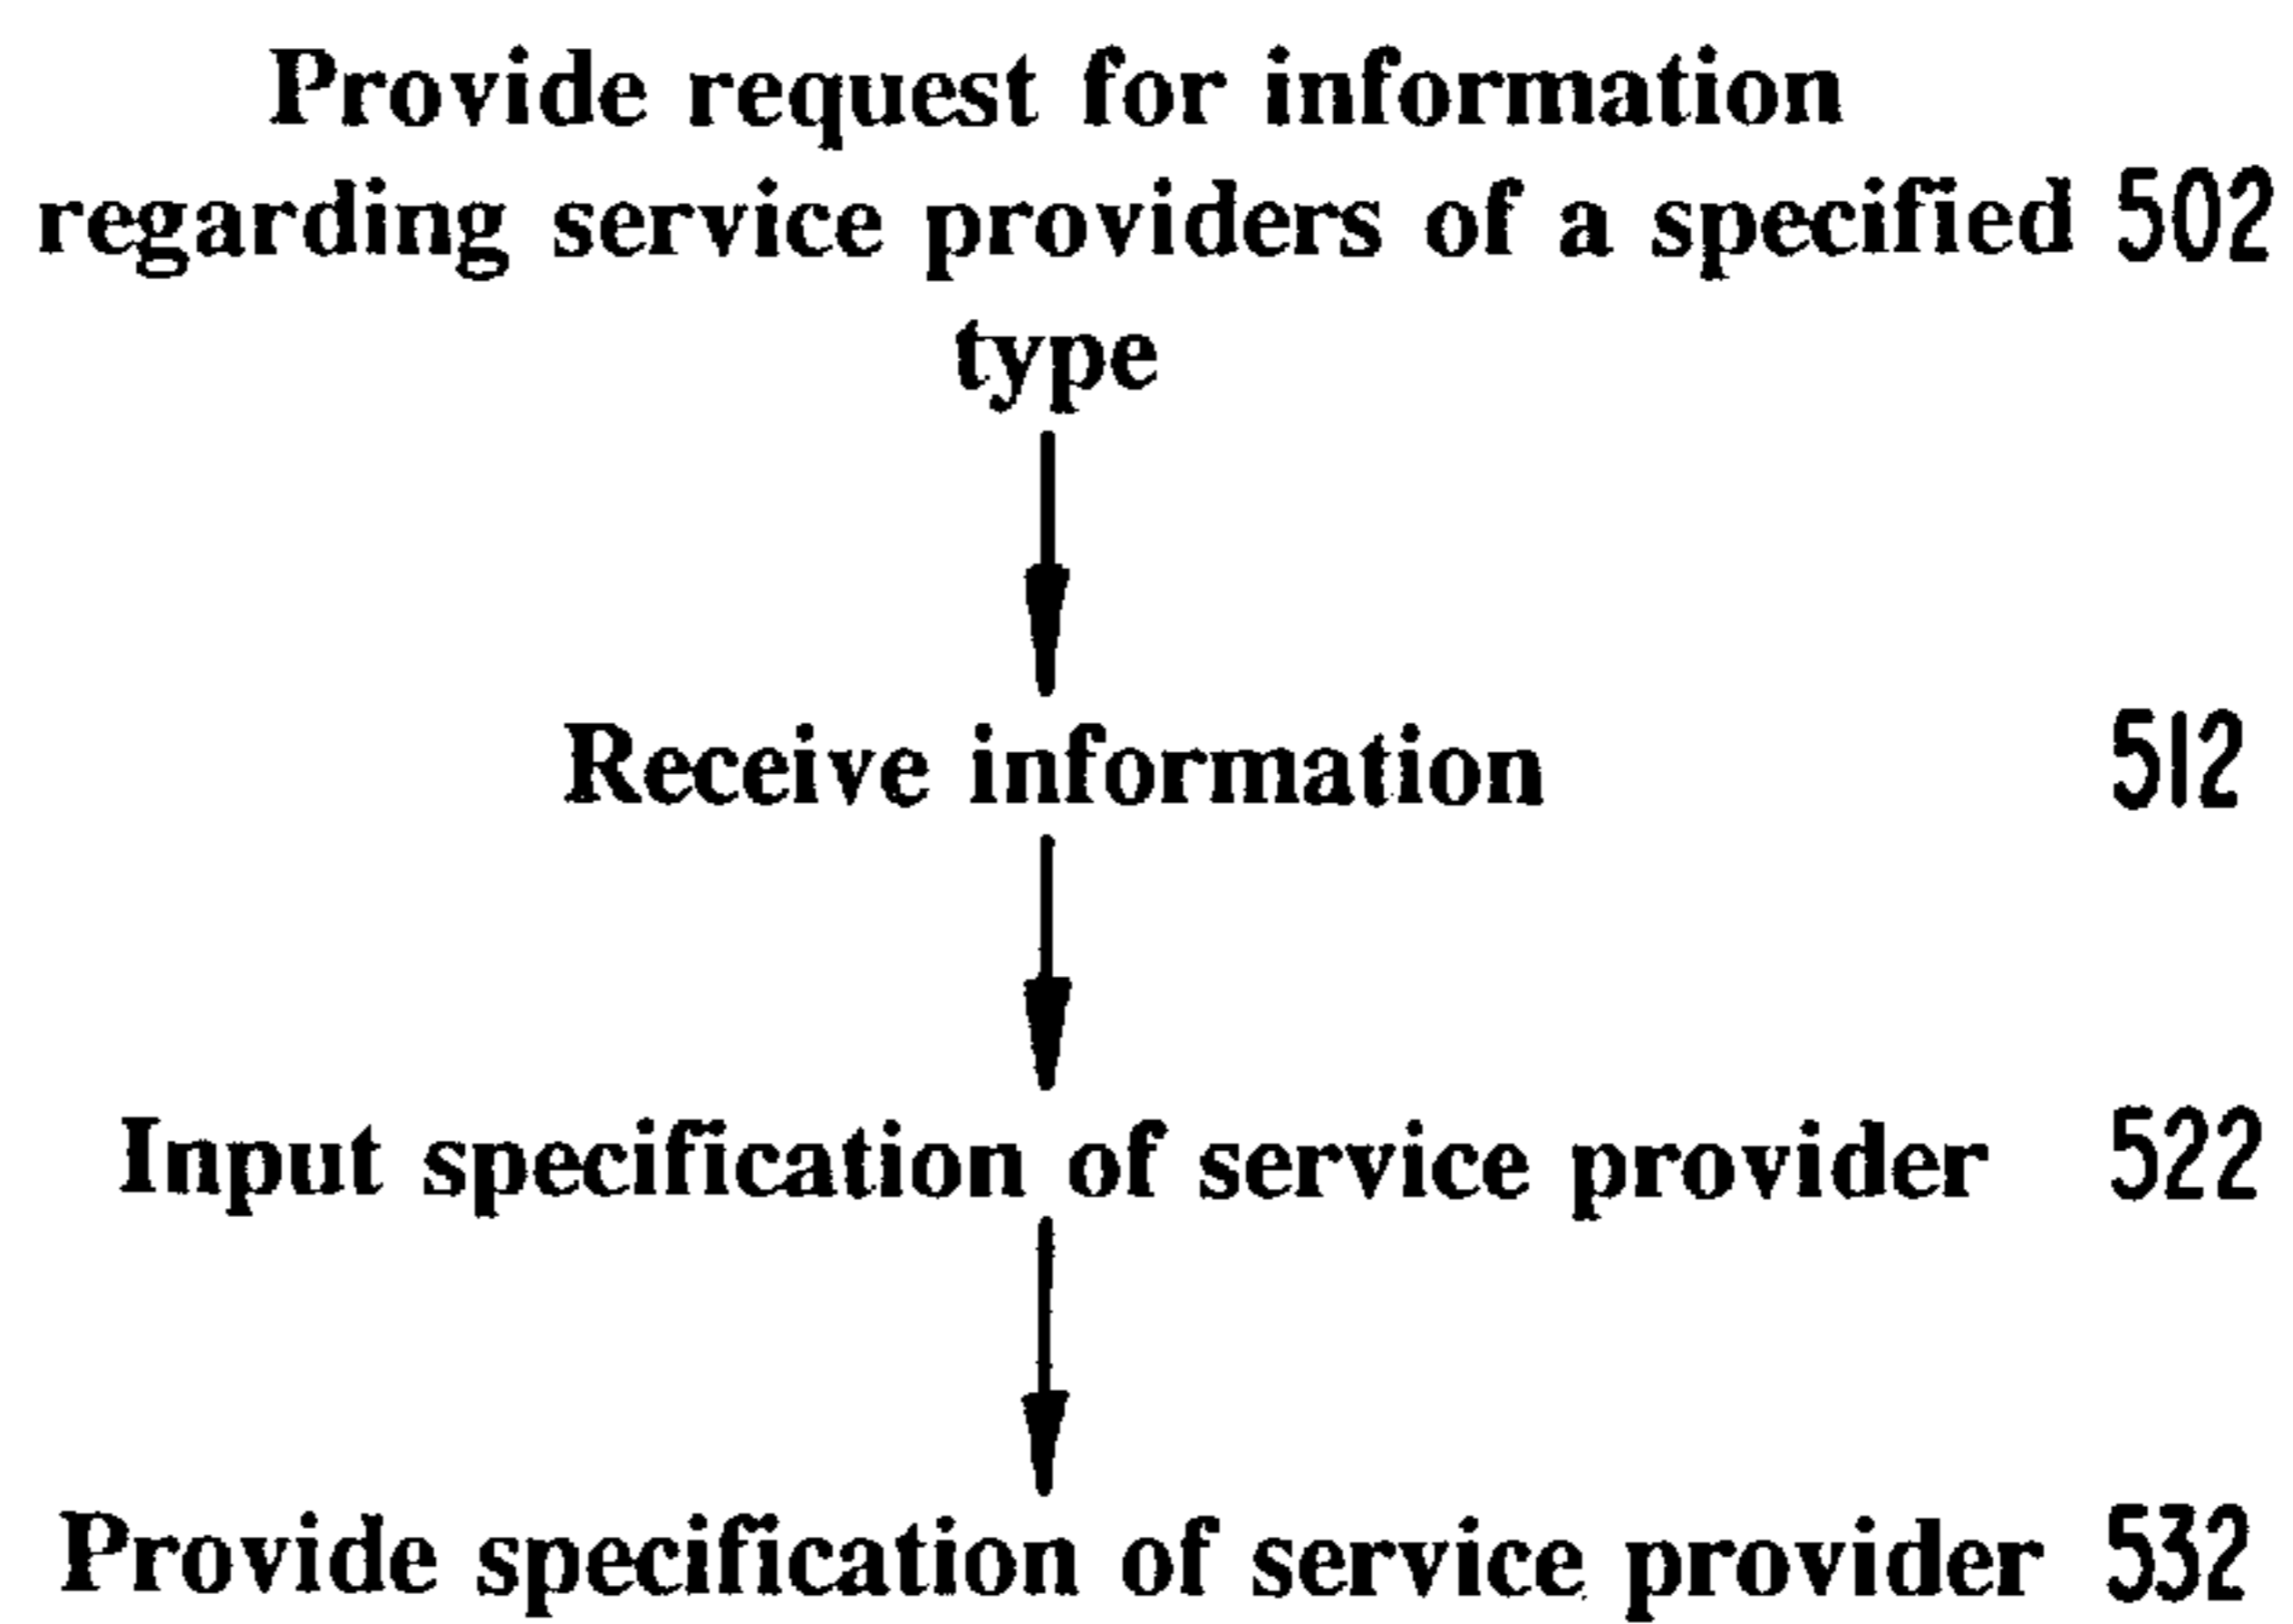 Provide request for information
regarding service providers of a specified 502
type
Receive information 512
Input specification of service provider 522
Provide specification of service provider 532